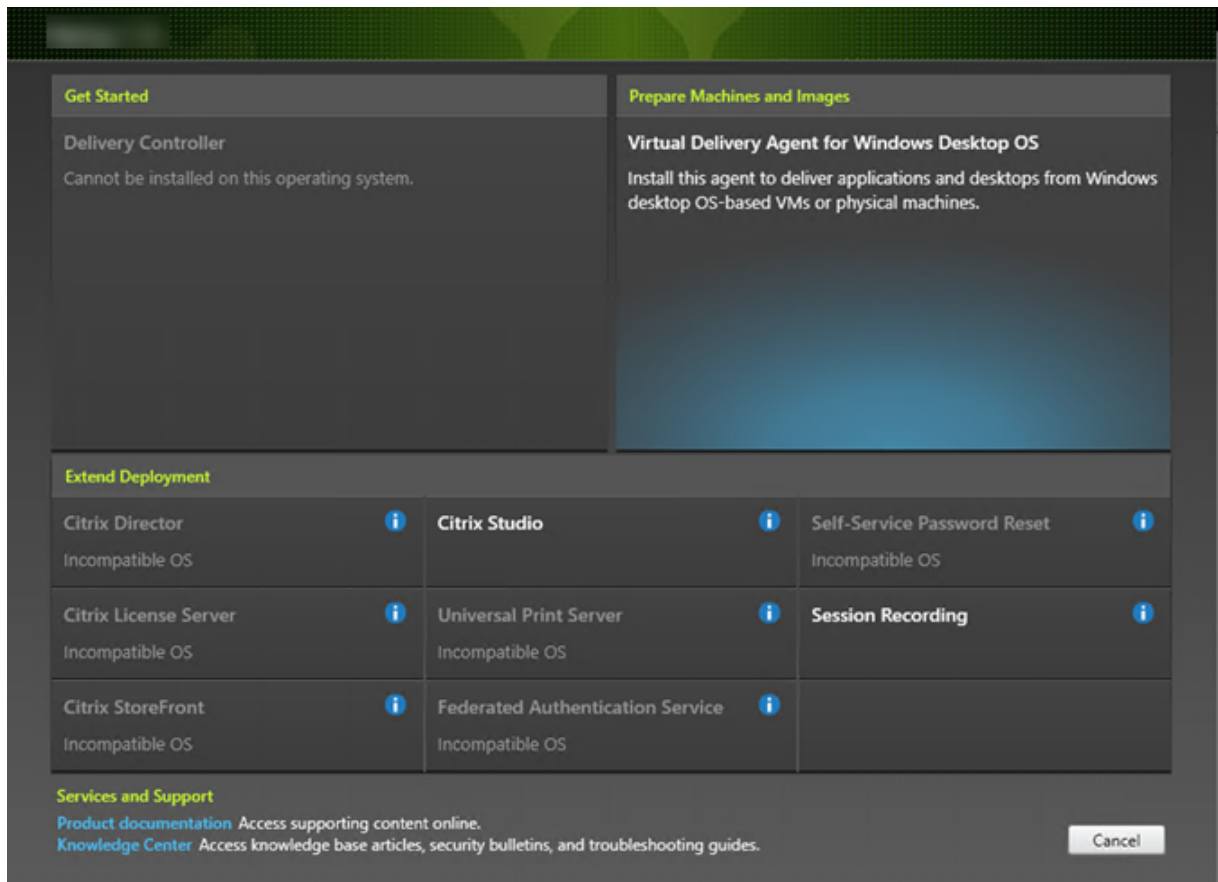 Get Started
Prepare Machines and Images
Delivery Controller
Cannot be installed on this operating system.
Virtual Delivery Agent for Windows Desktop OS
Install this agent to deliver applications and desktops from Windows
desktop OS-based VMs or physical machines.
Extend Deployment
Citrix Director
Incompatible OS
Citrix Studio
Self-Service Password Reset
Incompatible OS
Citrix License Server
Incompatible OS
Universal Print Server
Incompatible OS
Session Recording
Citrix StoreFront
Incompatible OS
Federated Authentication Service
Incompatible OS
Services and Support
Product documentation Access supporting content online.
Knowledge Center Access knowledge base articles, security bulletins, and troubleshooting guides.
Cancel